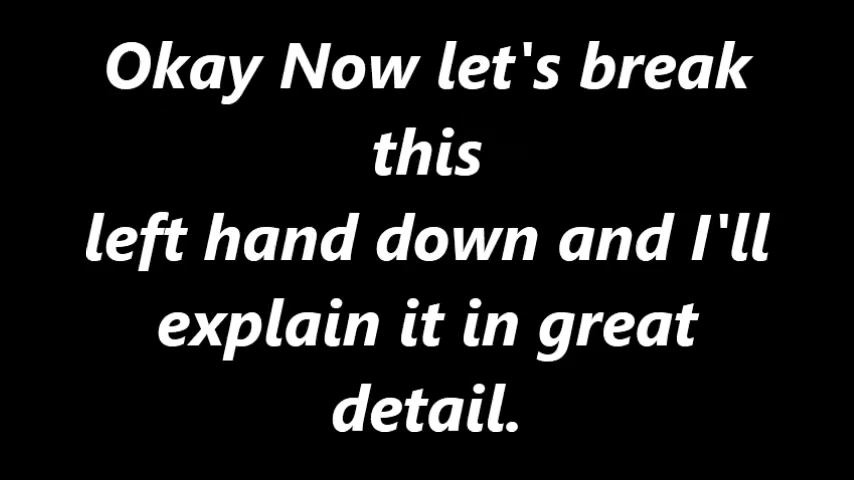 Okay Now let's break
this
left hand down and I'll
explain it in great
detail.